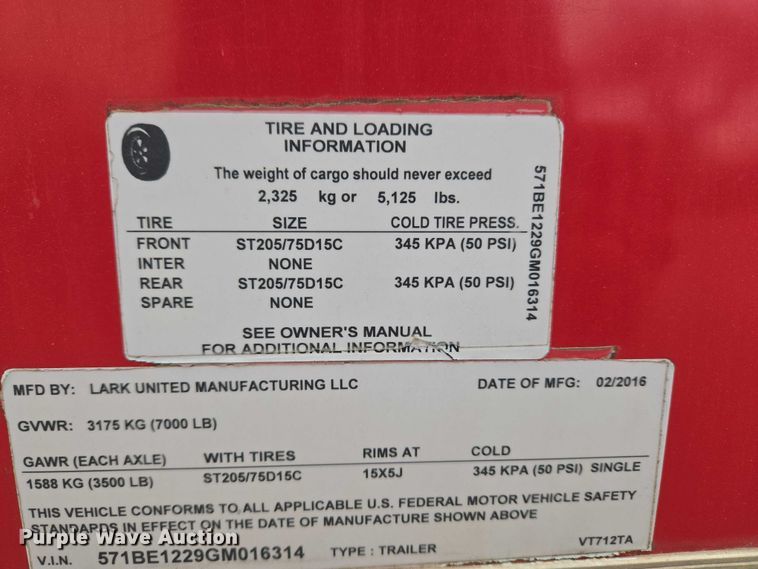 TIRE AND LOADING
INFORMATION
The weight of cargo should never exceed
2,325 kg or 5,125 lbs.
TIRE SIZE COLD TIRE PRESS.
FRONT ST205/75D15C 345 KPA (50 PSI)
INTER NONE
REAR ST205/75D15C 345 KPA (50 PSI)
SPARE NONE
SEE OWNER'S MANUAL
FOR ADDITIONAL INFORMATION
571BE1229GM016314
MFD BY: LARK UNITED MANUFACTURING LLC DATE OF MFG: 02/2016
GVWR: 3175 KG (7000 LB)
GAWR (EACH AXLE) WITH TIRES RIMS AT COLD
1588 KG (3500 LB) ST205/75D15C 15X5J 345 KPA (50 PSI) SINGLE
THIS VEHICLE CONFORMS TO ALL APPLICABLE U.S. FEDERAL MOTOR VEHICLE SAFETY
STANDARDS IN EFFECT ON THE DATE OF MANUFACTURE SHOWN ABOVE
VT712TA
V.I.N. 571BE1229GM016314 TYPE : TRAILER
Purple Wave Auction